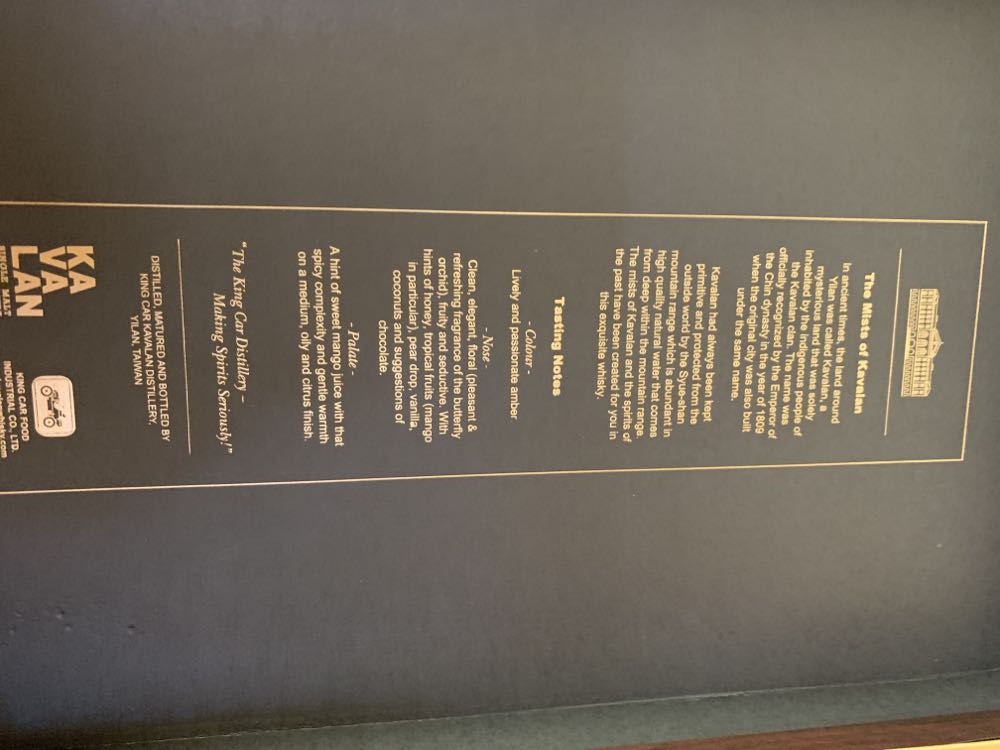 The Mists of Kavalan
In ancient times, the land around
Yilan was called Kavalan, a
mysterious land that was solely
inhabited by the indigenous people of
the Kavalan clan. The name was
officially recognized by the Emperor of
the Chin dynasty in the year of 1809
when the original city was also built
under the same name.
Kavalan had always been kept
primitive and protected from the
outside world by the Syue-shan
mountain range which is abundant in
high quality water, the water that comes
from deep within the mountain range.
The mists of Kavalan and the spirits of
the past have been created for you in
this exquisite whisky.
Tasting Notes
- Colour -
Lively and passionate amber.
- Nose -
Clean, elegant, floral (pleasant &
refreshing fragrance of the butterfly
orchid), fruity and seductive. With
hints of honey, tropical fruits (mango
in particular), pear drop, vanilla,
coconuts and suggestions of
chocolate.
- Palate -
A hint of sweet mango juice with that
spicy complexity and gentle warmth
on a medium, oily and citrus finish.
"The King Car Distillery –
Making Spirits Seriously!"
DISTILLED, MATURED AND BOTTLED BY
KING CAR KAVALAN DISTILLERY,
YILAN, TAIWAN
KA
VA
LAN
SINGLE MALT
KING CAR FOOD
INDUSTRIAL CO., LTD.